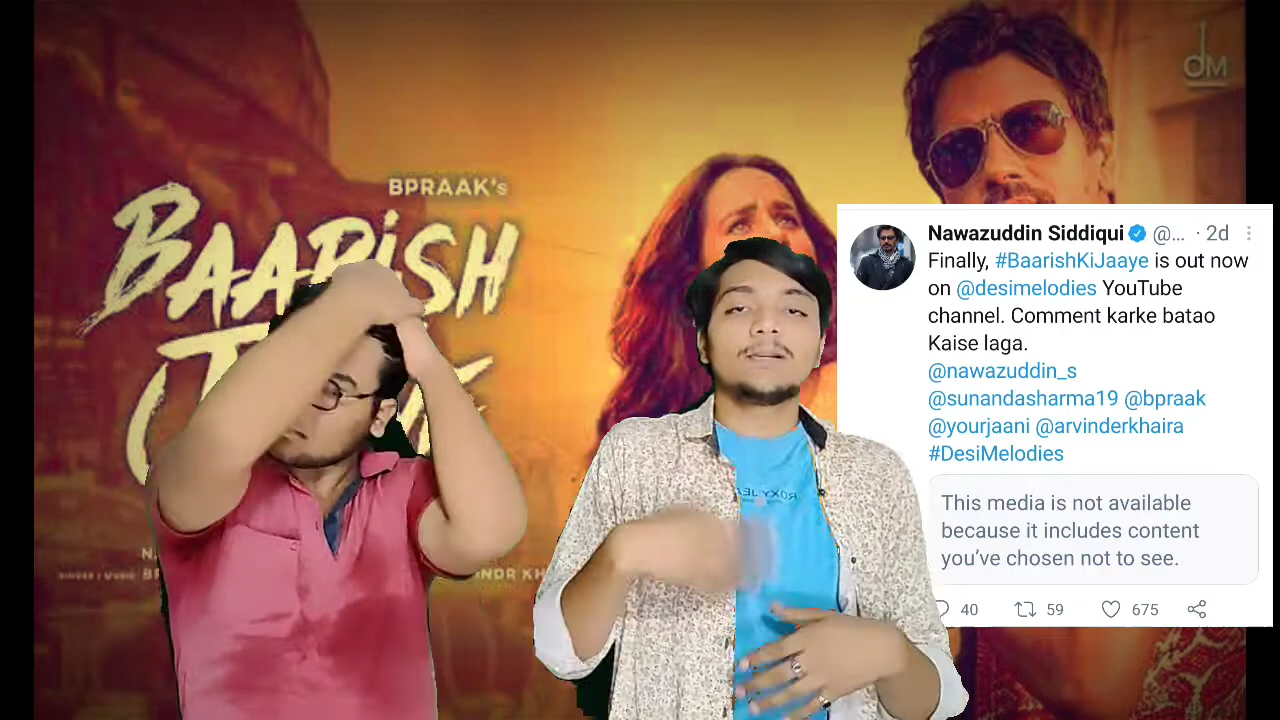 dM
BPRAAK's
BAARISH
Nawazuddin Siddiqui @... · 2d
Finally, #BaarishKiJaaye is out now
on @desimelodies YouTube
channel. Comment karke batao
Kaise laga.
@nawazuddin_s
@sunandasharma19 @bpraak
@yourjaani @arvinderkhaira
#DesiMelodies
This media is not available
because it includes content
you've chosen not to see.
40 59 675